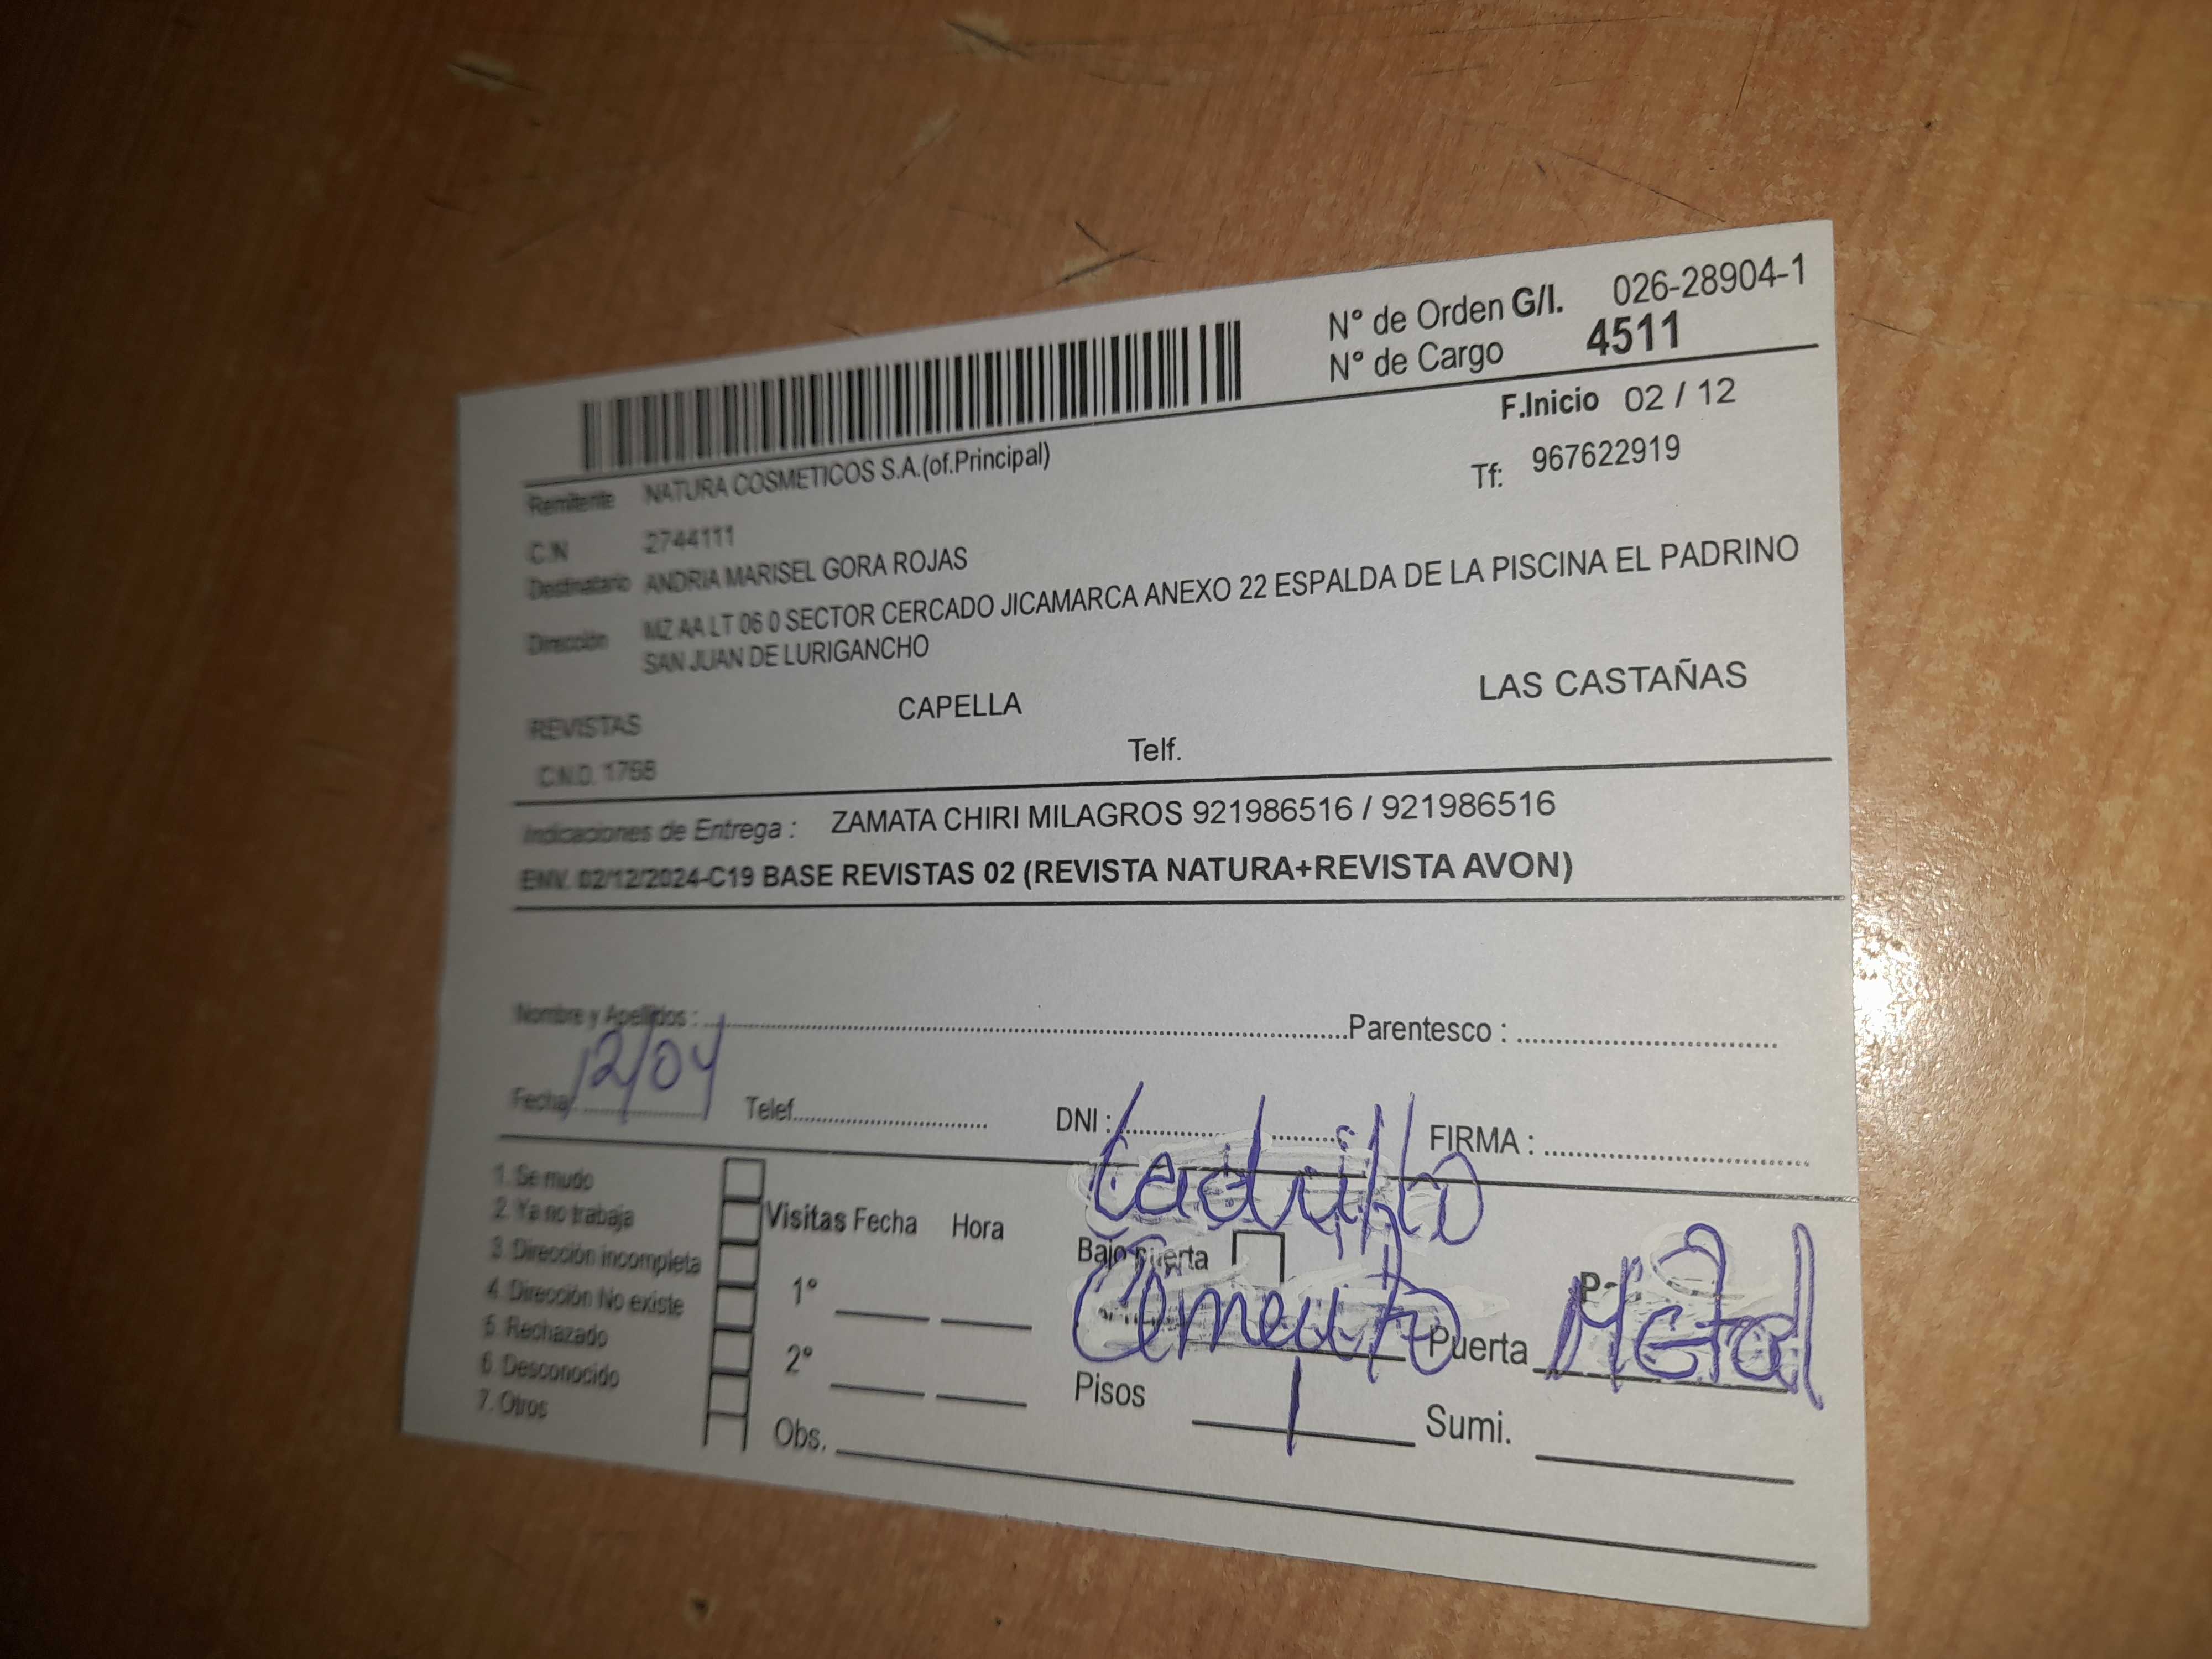 N° de Orden G/I. 026-28904-1
N° de Cargo 4511
F.Inicio 02 / 12
Remitente NATURA COSMETICOS S.A.(of.Principal)
Tf: 967622919
C.N 2744111
Destinatario ANDRIA MARISEL GORA ROJAS
Dirección MZ AA LT 06 0 SECTOR CERCADO JICAMARCA ANEXO 22 ESPALDA DE LA PISCINA EL PADRINO
SAN JUAN DE LURIGANCHO
REVISTAS CAPELLA LAS CASTAÑAS
C.N.O. 1768 Telf.
Indicaciones de Entrega : ZAMATA CHIRI MILAGROS 921986516 / 921986516
ENV. 02/12/2024-C19 BASE REVISTAS 02 (REVISTA NATURA+REVISTA AVON)
Nombre y Apellidos : Parentesco :
Fecha 12/04 Telef. DNI : FIRMA :
Ladrillo
1. Se mudo
2. Ya no trabaja
3. Dirección incompleta
4. Dirección No existe
5. Rechazado
6. Desconocido
7. Otros
Visitas Fecha Hora
1°
2°
Obs.
Bajo puerta
Cemento Puerta Metal
Pisos 1 Sumi.